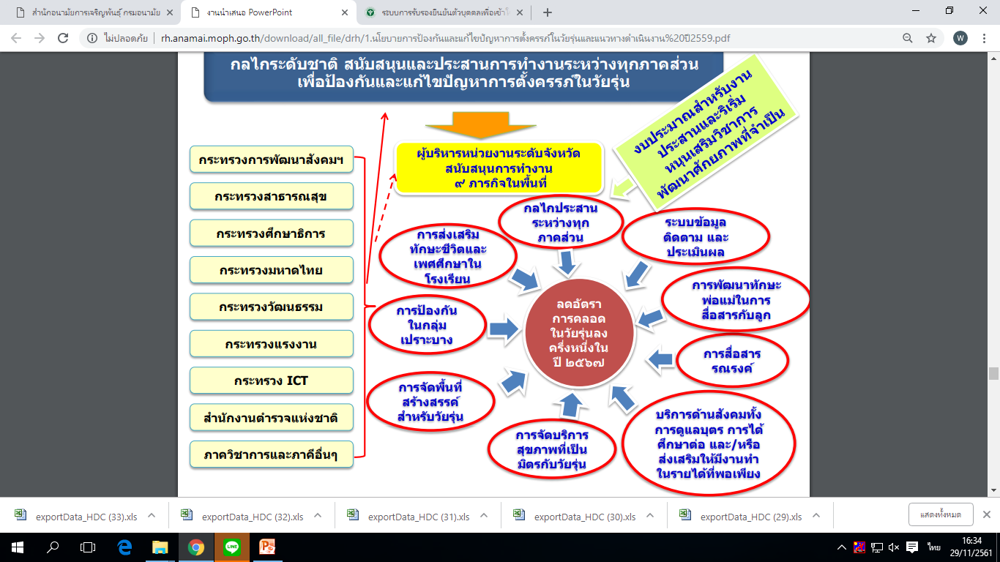 สำนักอนามัยการเจริญพันธุ์ กรมอนามัย
งานนำเสนอ PowerPoint
ระบบการรับรองยืนยันตัวบุคคลเพื่อเข้าใ
ไม่ปลอดภัย
rh.anamai.moph.go.th/download/all_file/drh/1.นโยบายการป้องกันและแก้ไขปัญหาการตั้งครรภ์ในวัยรุ่นและแนวทางดำเนินงาน%20ปี2559.pdf
W
กลไกระดับชาติ สนับสนุนและประสานการทำงานระหว่างทุกภาคส่วน
เพื่อป้องกันและแก้ไขปัญหาการตั้งครรภ์ในวัยรุ่น
งบประมาณสำหรับงาน
ประสานและริเริ่ม
หนุนเสริมวิชาการ
พัฒนาศักยภาพที่จำเป็น
ผู้บริหารหน่วยงานระดับจังหวัด
สนับสนุนการทำงาน
๙ ภารกิจในพื้นที่
กระทรวงการพัฒนาสังคมฯ
กระทรวงสาธารณสุข
กระทรวงศึกษาธิการ
กระทรวงมหาดไทย
กระทรวงวัฒนธรรม
กระทรวงแรงงาน
กระทรวง ICT
สำนักงานตำรวจแห่งชาติ
ภาควิชาการและภาคีอื่นๆ
กลไกประสาน
ระหว่างทุก
ภาคส่วน
ระบบข้อมูล
ติดตาม และ
ประเมินผล
การส่งเสริม
ทักษะชีวิตและ
เพศศึกษาใน
โรงเรียน
การพัฒนาทักษะ
พ่อแม่ในการ
สื่อสารกับลูก
การป้องกัน
ในกลุ่ม
เปราะบาง
ลดอัตรา
การคลอด
ในวัยรุ่นลง
ครึ่งหนึ่งใน
ปี ๒๕๖๗
การสื่อสาร
รณรงค์
การจัดพื้นที่
สร้างสรรค์
สำหรับวัยรุ่น
การจัดบริการ
สุขภาพที่เป็น
มิตรกับวัยรุ่น
บริการด้านสังคมทั้ง
การดูแลบุตร การได้
ศึกษาต่อ และ/หรือ
ส่งเสริมให้มีงานทำ
ในรายได้ที่พอเพียง
exportData_HDC (33).xls
exportData_HDC (32).xls
exportData_HDC (31).xls
exportData_HDC (30).xls
exportData_HDC (29).xls
แสดงทั้งหมด
LINE
ไทย
16:34
29/11/2561